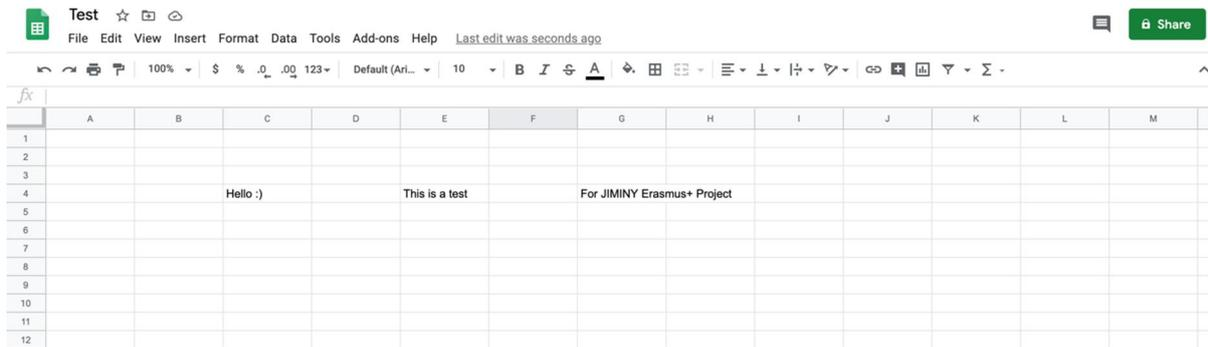 Test
File Edit View Insert Format Data Tools Add-ons Help Last edit was seconds ago
Share
100% $ % .0 .00 123 Default (Ari... 10 B I S A Σ
fx
A B C D E F G H I J K L M
1
2
3
4 Hello :) This is a test For JIMINY Erasmus+ Project
5
6
7
8
9
10
11
12